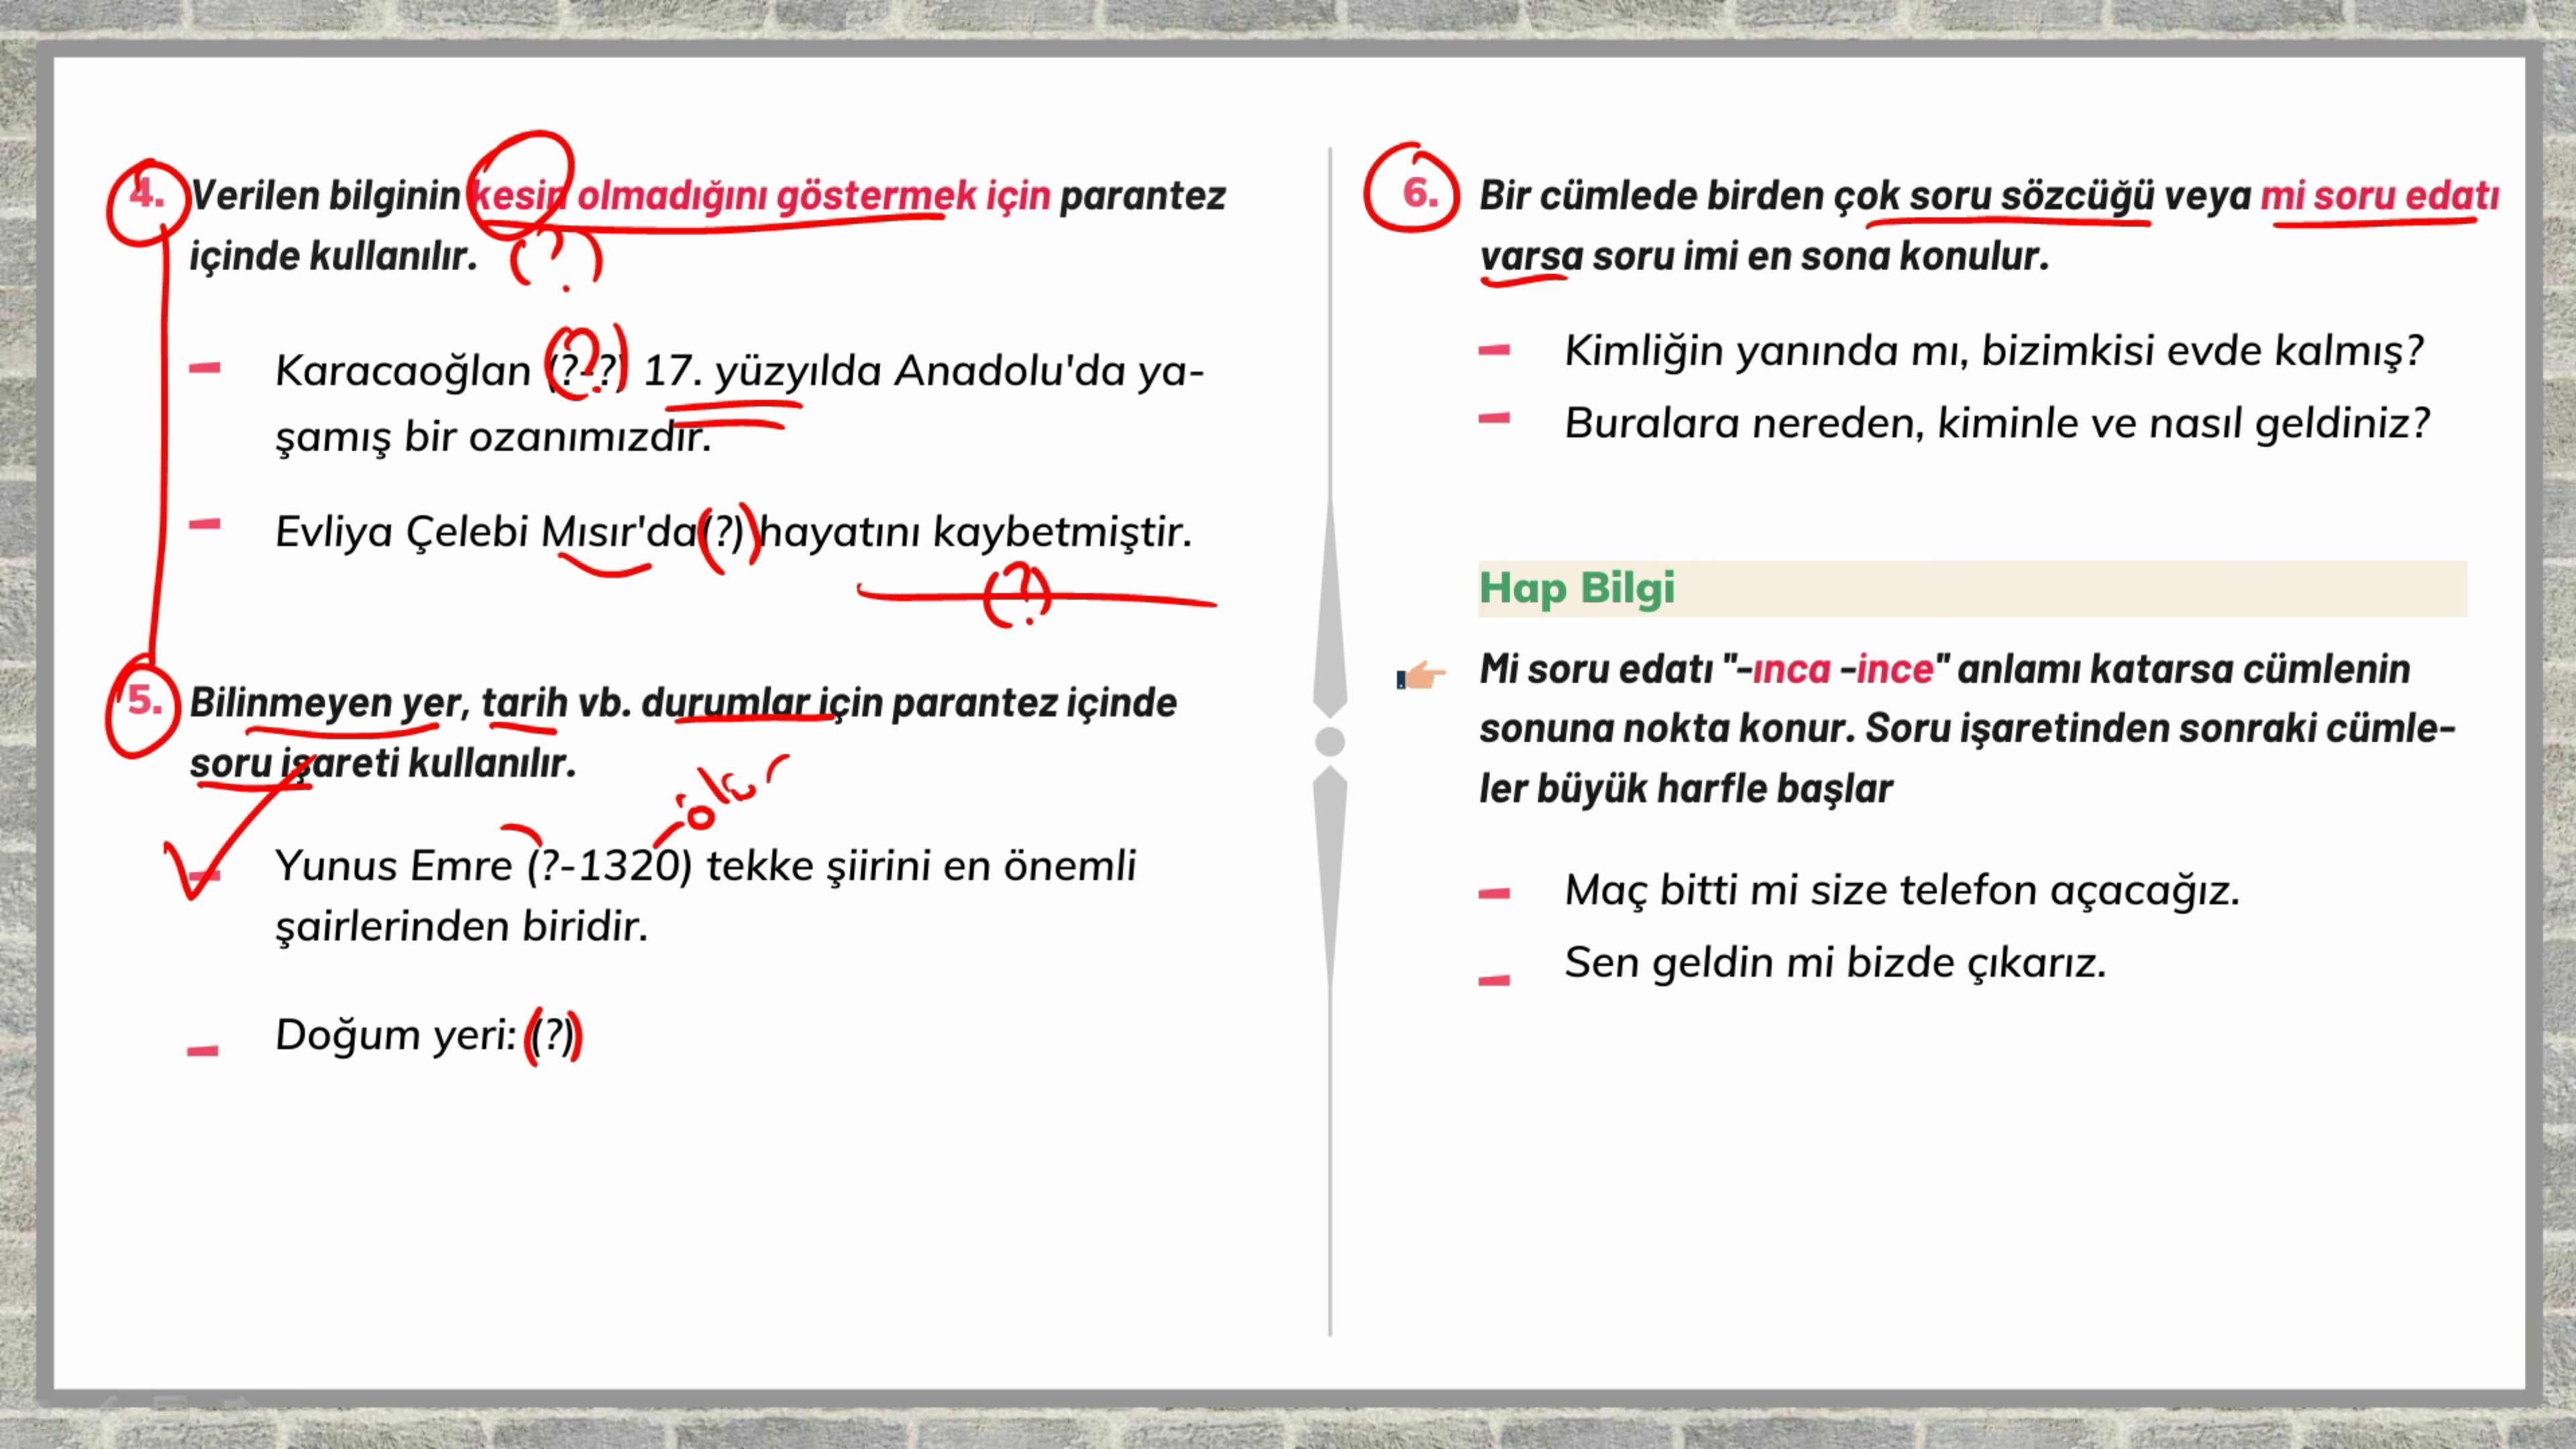 4. Verilen bilginin kesin olmadığını göstermek için parantez
içinde kullanılır. (?)
- Karacaoğlan (?-?) 17. yüzyılda Anadolu'da ya-
şamış bir ozanımızdır.
- Evliya Çelebi Mısır'da(?) hayatını kaybetmiştir.
(?)
5. Bilinmeyen yer, tarih vb. durumlar için parantez içinde
soru işareti kullanılır.
- Yunus Emre (?-1320) tekke şiirini en önemli
şairlerinden biridir.
- Doğum yeri: (?)
6. Bir cümlede birden çok soru sözcüğü veya mi soru edatı
varsa soru imi en sona konulur.
- Kimliğin yanında mı, bizimkisi evde kalmış?
- Buralara nereden, kiminle ve nasıl geldiniz?
Hap Bilgi
Mi soru edatı "-ınca -ince" anlamı katarsa cümlenin
sonuna nokta konur. Soru işaretinden sonraki cümle-
ler büyük harfle başlar
- Maç bitti mi size telefon açacağız.
- Sen geldin mi bizde çıkarız.